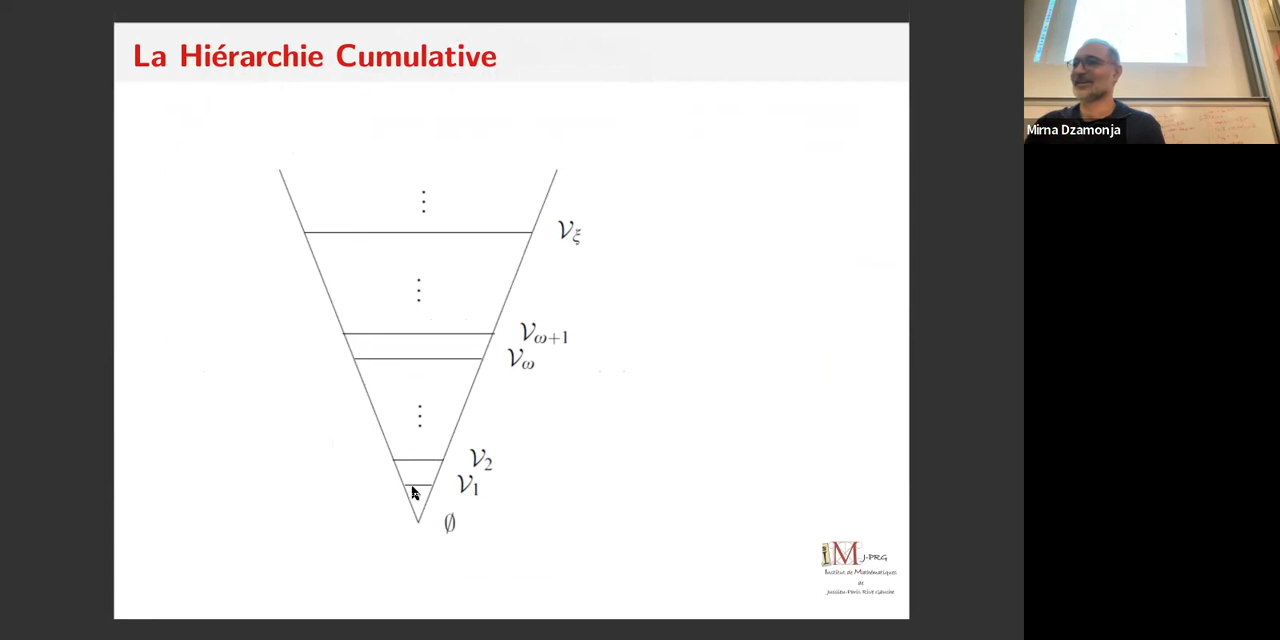 La Hiérarchie Cumulative
⋮
𝒱ξ
⋮
𝒱ω+1
𝒱ω
⋮
𝒱2
𝒱1
∅
iMJ-PRG
Institut de Mathématiques
de
Jussieu-Paris Rive Gauche
Mirna Dzamonja